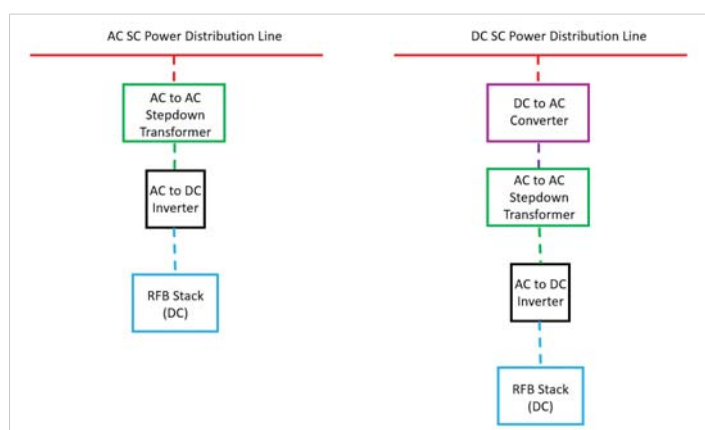 AC SC Power Distribution Line
AC to AC
Stepdown
Transformer
AC to DC
Inverter
RFB Stack
(DC)
DC SC Power Distribution Line
DC to AC
Converter
AC to AC
Stepdown
Transformer
AC to DC
Inverter
RFB Stack
(DC)